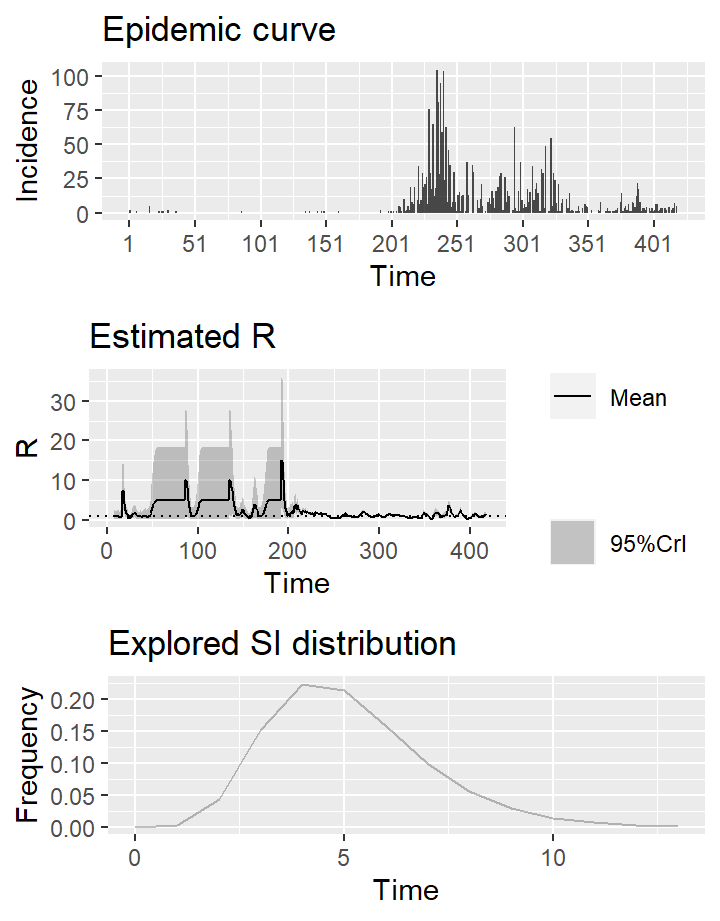 Epidemic curve
Incidence
100
75
50
25
0
1 51 101 151 201 251 301 351 401
Time
Estimated R
R
30
20
10
0
0 100 200 300 400
Time
Mean
95%CrI
Explored SI distribution
Frequency
0.20
0.15
0.10
0.05
0.00
0 5 10
Time